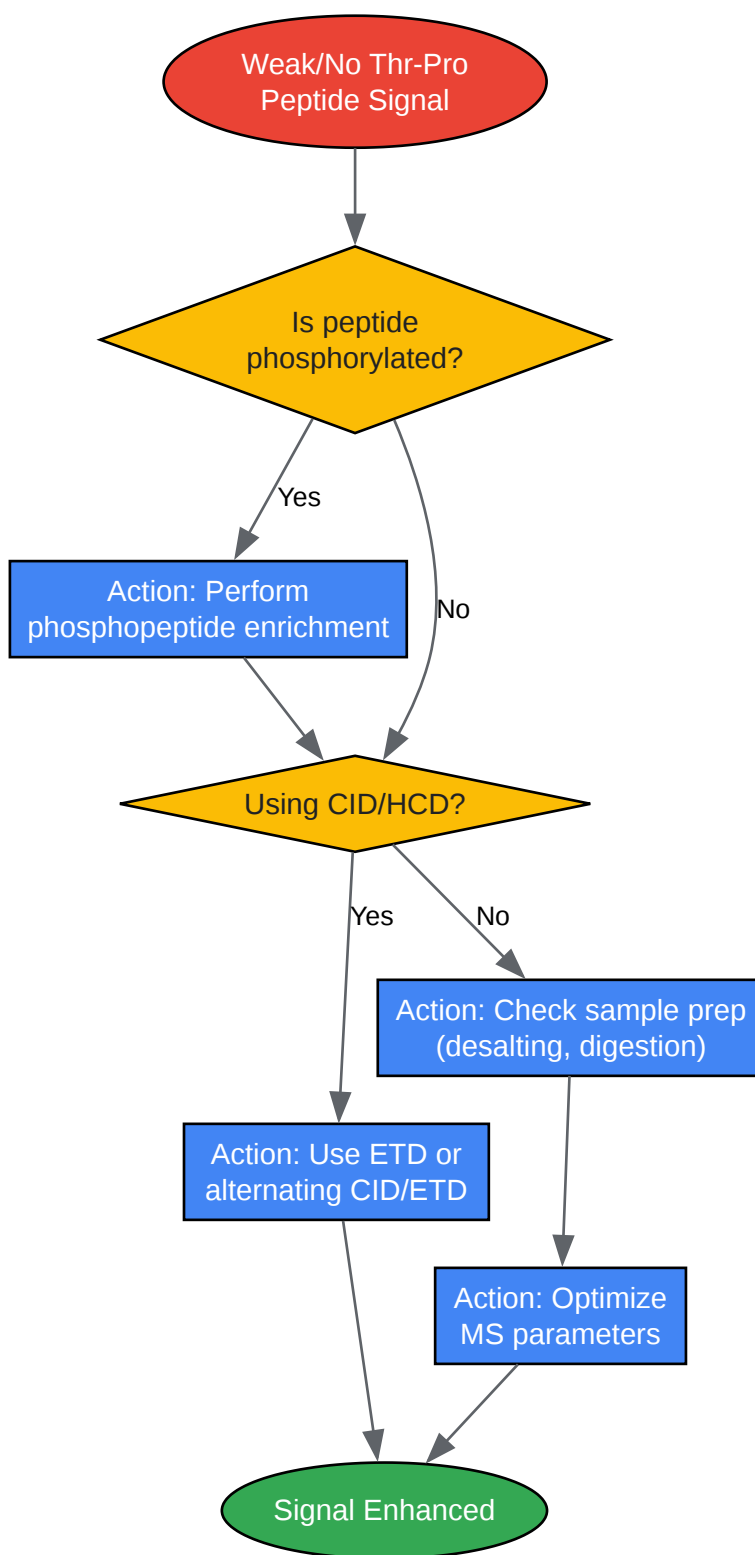 Weak/No Thr-Pro
Peptide Signal
Is peptide
phosphorylated?
Yes
Action: Perform
phosphopeptide enrichment
No
Using CID/HCD?
Yes
No
Action: Check sample prep
(desalting, digestion)
Action: Use ETD or
alternating CID/ETD
Action: Optimize
MS parameters
Signal Enhanced